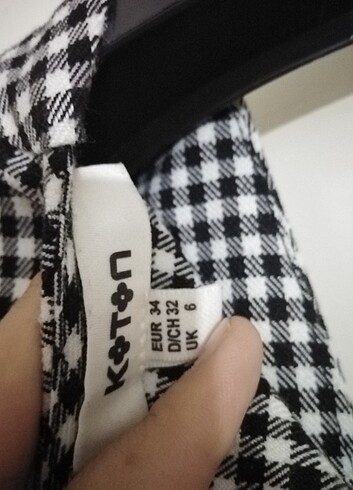 KOTON
EUR 34
D/CH 32
UK 6